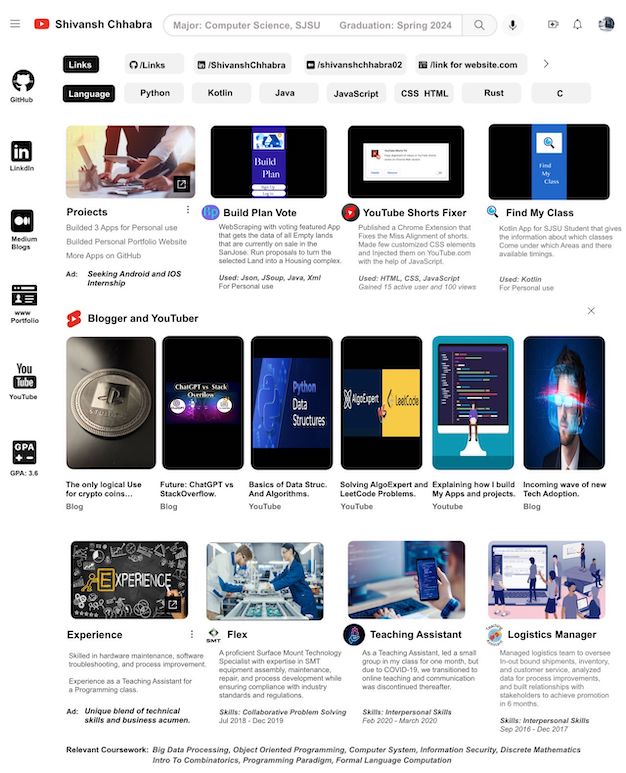 Shivansh Chhabra
Major: Computer Science, SJSU Graduation: Spring 2024
Links
/Links
/ShivanshChhabra
/shivanshchhabra02
/link for website.com
Language
Python
Kotlin
Java
JavaScript
CSS HTML
Rust
C
GitHub
LinkdIn
Medium
Blogs
www
Portfolio
You
Tube
YouTube
GPA
GPA: 3.6
Projects
Built 3 Apps for Personal use
Builted Personal Portfolio Website
More Apps on GitHub
Ad: Seeking Android and IOS
Internship
Build
Plan
Sign Up
Log in
Bp
Build Plan Vote
WebScraping with voting featured App
that gets the data of all Empty lands
that are currently on sale in the
SanJose. Run proposals to turn the
selected Land into a Housing complex.
Used: Json, JSoup, Java, Xml
For Personal use
YouTube Shorts Fixer
Published a Chrome Extension that
Fixes the Miss Alignment of shorts.
Made few customized CSS elements
and Injected them on YouTube.com
with the help of JavaScript.
Used: HTML, CSS, JavaScript
Gained 15 active user and 100 views
Find
My
Class
Find My Class
Kotlin App for SJSU Student that gives
the information about which classes
Come under which Areas and there
available timings.
Used: Kotlin
For Personal use
Blogger and YouTuber
The only logical Use
for crypto coins...
Blog
ChatGPT vs Stack
Overflow
Future: ChatGPT vs
StackOverflow.
Blog
Python
Data
Structures
Basics of Data Struc.
And Algorithms.
YouTube
AlgoExpert
LeetCode
Solving AlgoExpert and
LeetCode Problems.
YouTube
Explaining how I build
My Apps and projects.
Youtube
Incoming wave of new
Tech Adoption.
Blog
EXPERIENCE
Experience
Skilled in hardware maintenance, software
troubleshooting, and process improvement.
Experience as a Teaching Assistant for
a Programming class.
Ad: Unique blend of technical
skills and business acumen.
SMT
Flex
A proficient Surface Mount Technology
Specialist with expertise in SMT
equipment assembly, maintenance,
repair, and process development while
ensuring compliance with industry
standards and regulations.
Skills: Collaborative Problem Solving
Jul 2018 - Dec 2019
Teaching Assistant
As a Teaching Assistant, led a small
group in my class for one month, but
due to COVID-19, we transitioned to
online teaching and communication
was discontinued thereafter.
Skills: Interpersonal Skills
Feb 2020 - March 2020
Logistics Manager
Managed logistics team to oversee
In-out bound shipments, inventory,
and customer service, analyzed
data for process improvements,
and built relationships with
stakeholders to achieve promotion
in 6 months.
Skills: Interpersonal Skills
Sep 2016 - Dec 2017
Relevant Coursework: Big Data Processing, Object Oriented Programming, Computer System, Information Security, Discrete Mathematics
Intro To Combinatorics, Programming Paradigm, Formal Language Computation